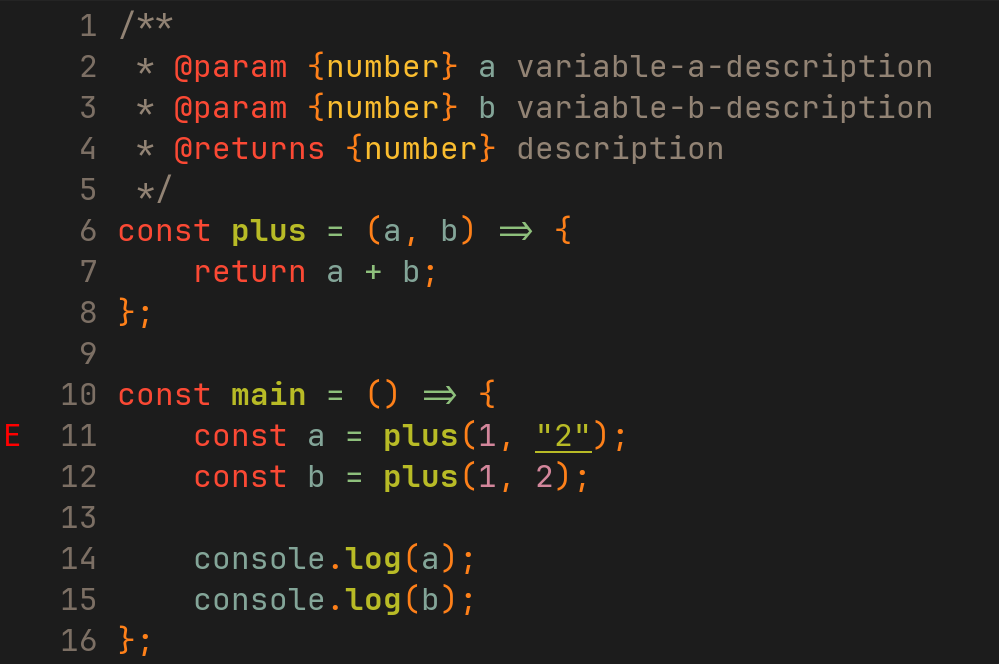 1 /**
2  * @param {number} a variable-a-description
3  * @param {number} b variable-b-description
4  * @returns {number} description
5  */
6 const plus = (a, b) => {
7     return a + b;
8 };
9
10 const main = () => {
E 11     const a = plus(1, "2");
12     const b = plus(1, 2);
13
14     console.log(a);
15     console.log(b);
16 };